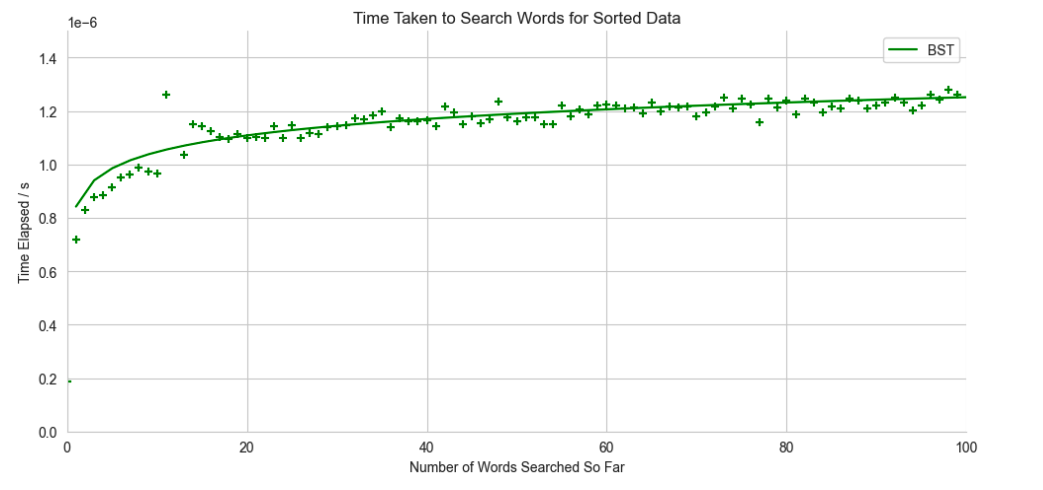 Time Taken to Search Words for Sorted Data
1e−6
BST
1.4
1.2
1.0
0.8
0.6
0.4
0.2
0.0
Time Elapsed / s
0 20 40 60 80 100
Number of Words Searched So Far